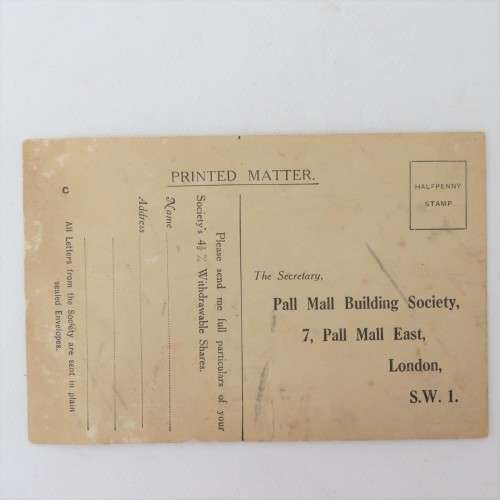 PRINTED MATTER.
HALFPENNY
STAMP
The Secretary,
Pall Mall Building Society,
7, Pall Mall East,
London,
S.W. 1.
Please send me full particulars of your
Society's 4½ % Withdrawable Shares.
Name
Address
C
All Letters from the Society are sent in plain
sealed Envelopes.